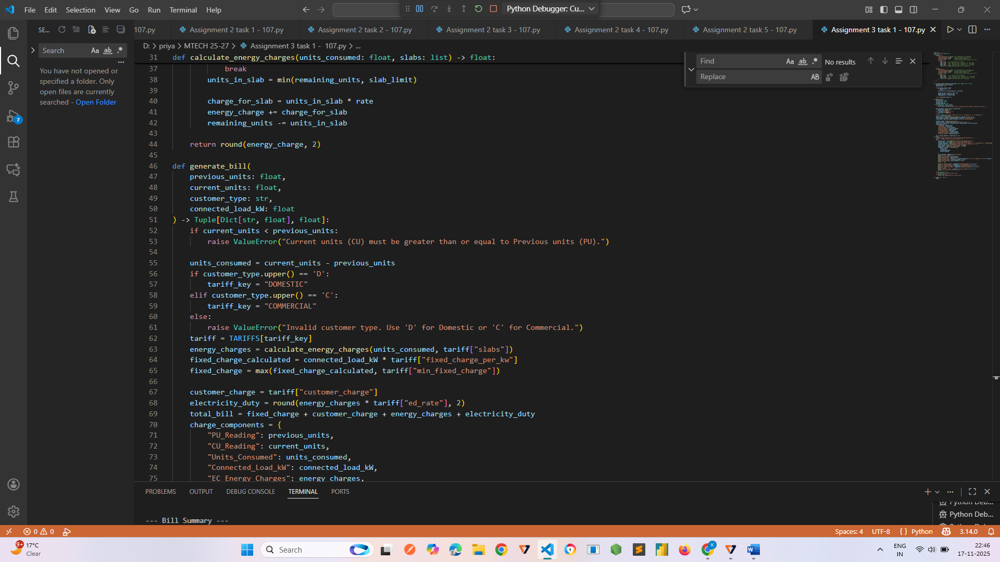 File Edit Selection View Go Run Terminal Help
Python Debugger: Cu...
SE...
107.py
Assignment 2 task 1 - 107.py
Assignment 2 task 2 - 107.py
Assignment 2 task 3 - 107.py
Assignment 2 task 4 - 107.py
Assignment 2 task 5 - 107.py
Assignment 3 task 1 - 107.py
D: > priya > MTECH 25-27 > Assignment 3 task 1 - 107.py > ...
Search
Aa ab .*
You have not opened or
specified a folder. Only
open files are currently
searched - Open Folder
7
Find
Aa ab .*
No results
Replace
AB
31 def calculate_energy_charges(units_consumed: float, slabs: list) -> float:
37 break
38 units_in_slab = min(remaining_units, slab_limit)
39
40 charge_for_slab = units_in_slab * rate
41 energy_charge += charge_for_slab
42 remaining_units -= units_in_slab
43
44 return round(energy_charge, 2)
45
46 def generate_bill(
47 previous_units: float,
48 current_units: float,
49 customer_type: str,
50 connected_load_kW: float
51 ) -> Tuple[Dict[str, float], float]:
52 if current_units < previous_units:
53 raise ValueError("Current units (CU) must be greater than or equal to Previous units (PU).")
54
55 units_consumed = current_units - previous_units
56 if customer_type.upper() == 'D':
57 tariff_key = "DOMESTIC"
58 elif customer_type.upper() == 'C':
59 tariff_key = "COMMERCIAL"
60 else:
61 raise ValueError("Invalid customer type. Use 'D' for Domestic or 'C' for Commercial.")
62 tariff = TARIFFS[tariff_key]
63 energy_charges = calculate_energy_charges(units_consumed, tariff["slabs"])
64 fixed_charge_calculated = connected_load_kW * tariff["fixed_charge_per_kw"]
65 fixed_charge = max(fixed_charge_calculated, tariff["min_fixed_charge"])
66
67 customer_charge = tariff["customer_charge"]
68 electricity_duty = round(energy_charges * tariff["ed_rate"], 2)
69 total_bill = fixed_charge + customer_charge + energy_charges + electricity_duty
70 charge_components = {
71 "PU_Reading": previous_units,
72 "CU_Reading": current_units,
73 "Units_Consumed": units_consumed,
74 "Connected_Load_kW": connected_load_kW,
75 "EC_Energy_Charges": energy_charges,
PROBLEMS OUTPUT DEBUG CONSOLE TERMINAL PORTS
--- Bill Summary ---
Python Deb...
Python Deb...
0 0
Spaces: 4 UTF-8 { } Python 3.14.0
9+
17°C
Clear
Search
K
ENG
IN
22:46
17-11-2025